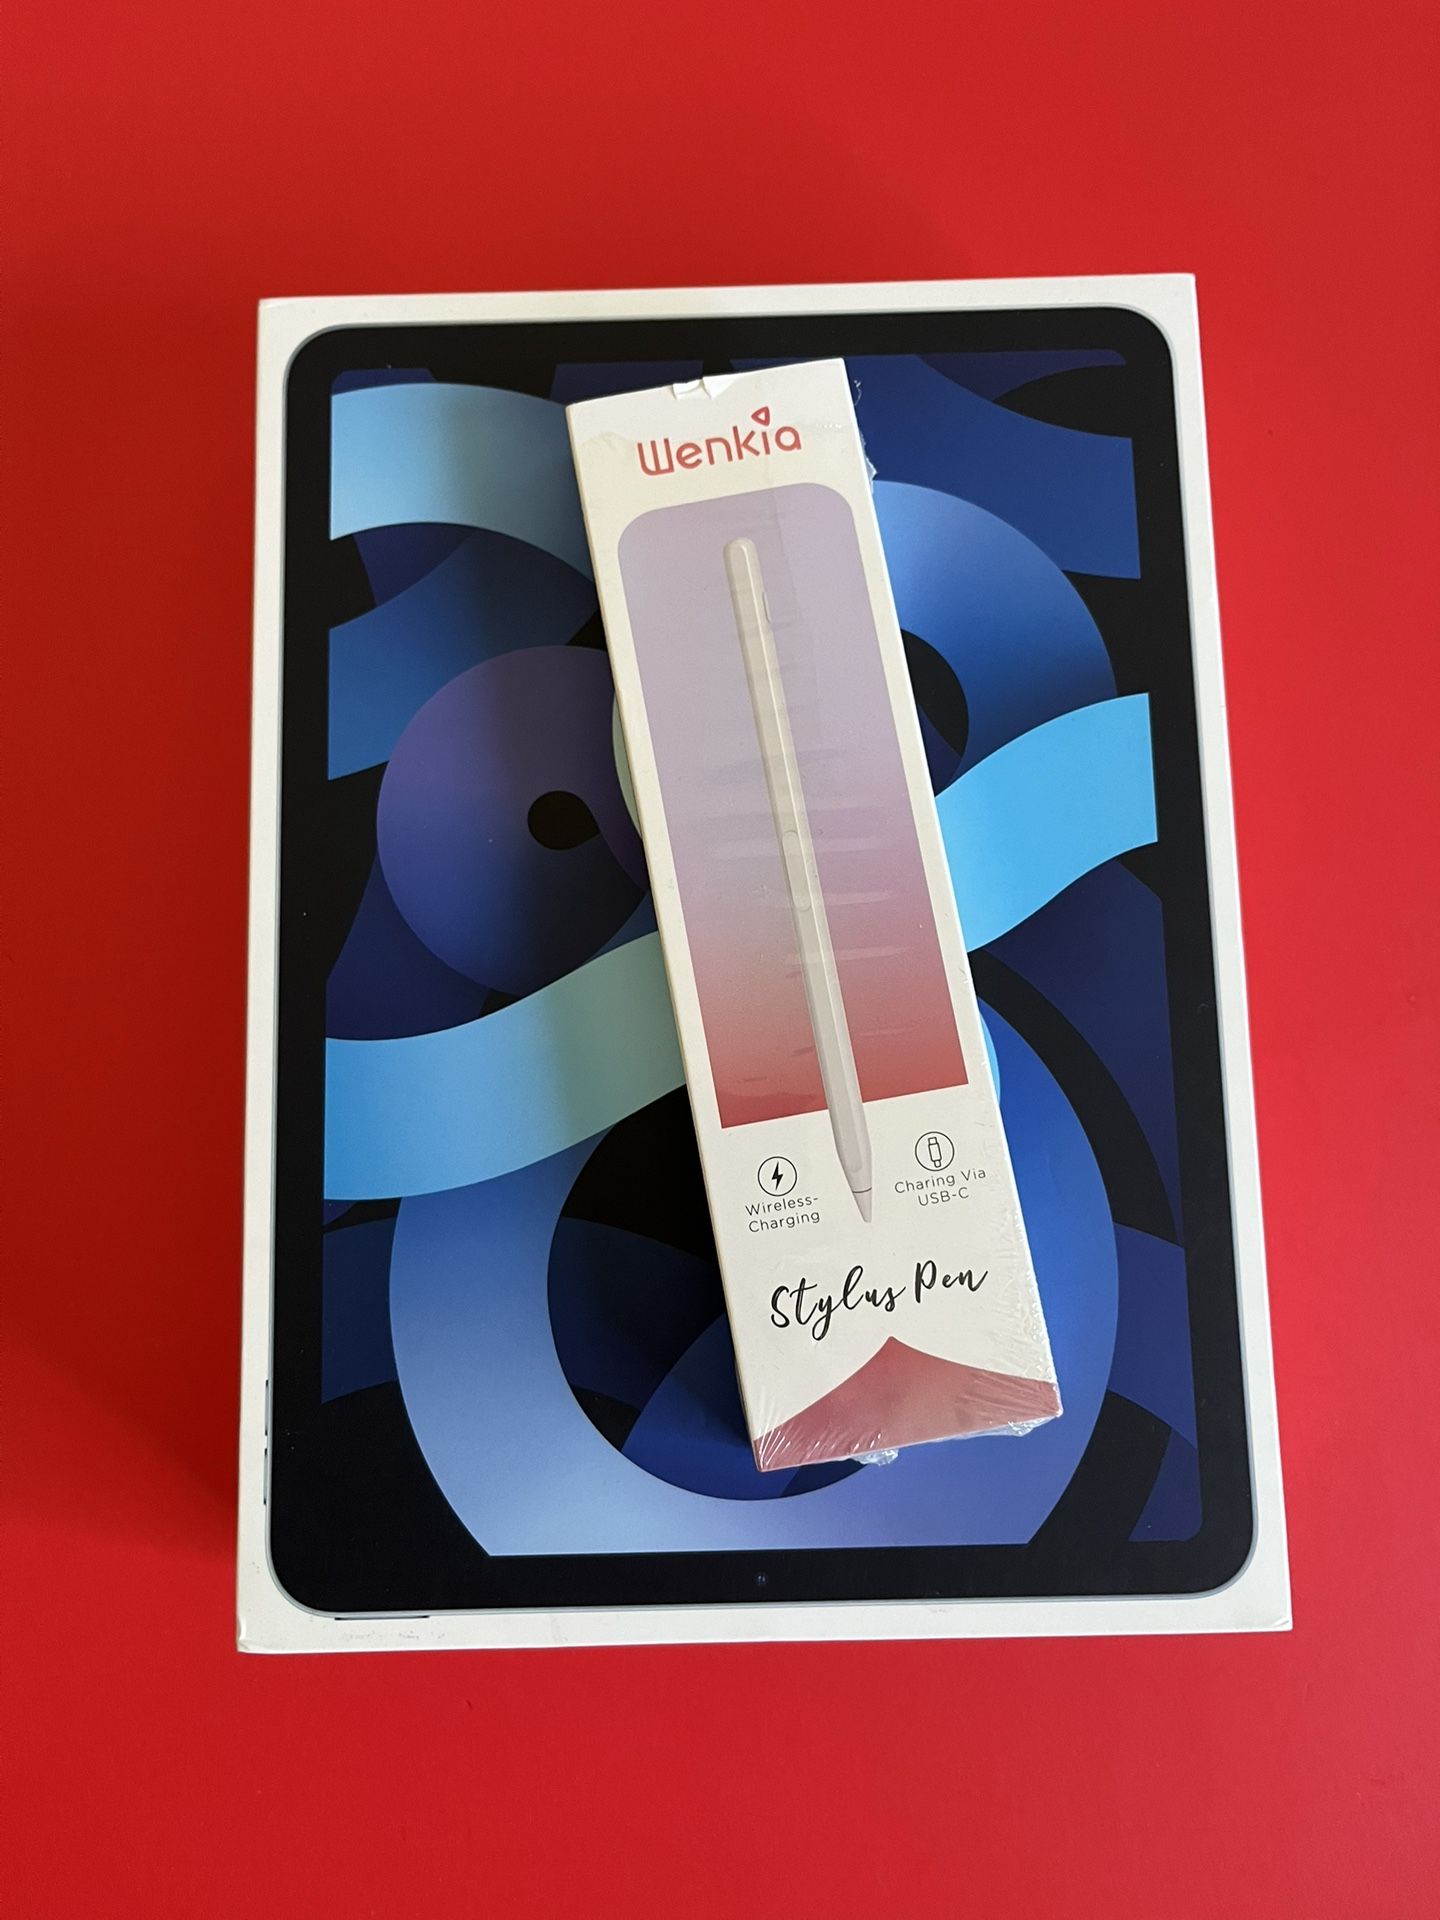 Wenkia
Wireless-
Charging
Charing Via
USB-C
Stylus Pen